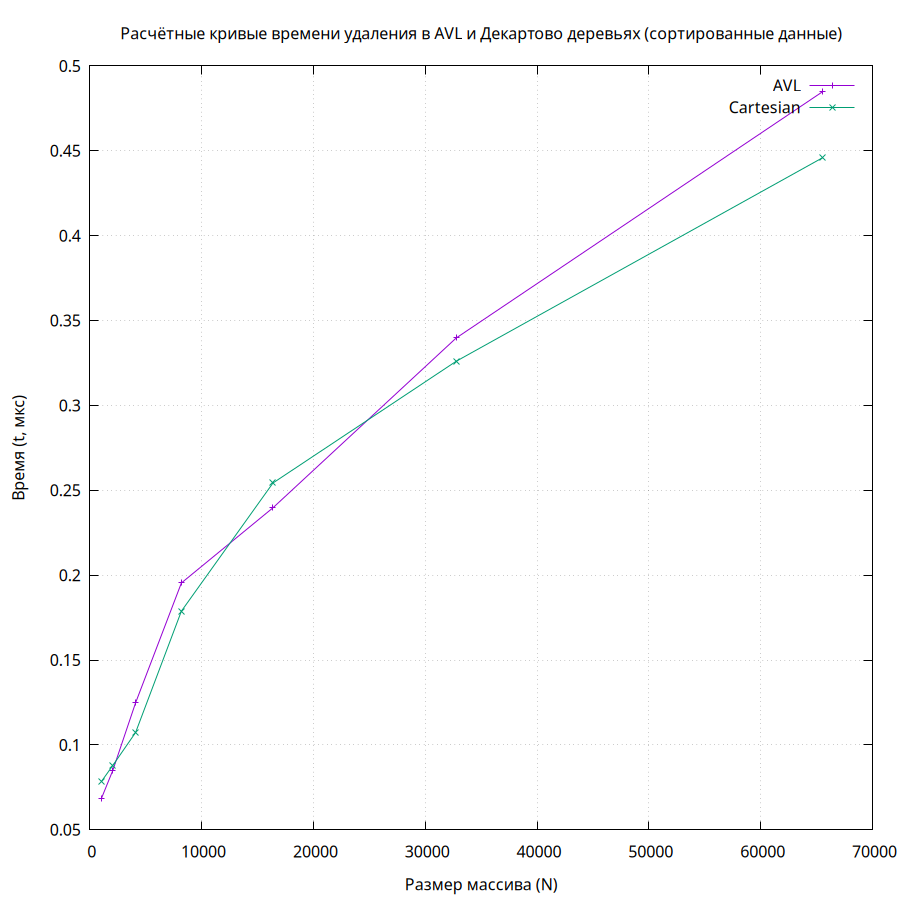 Расчётные кривые времени удаления в AVL и Декартово деревьях (сортированные данные)
0.5
0.45
0.4
0.35
0.3
0.25
0.2
0.15
0.1
0.05
0 10000 20000 30000 40000 50000 60000 70000
Время (t, мкс)
Размер массива (N)
AVL
Cartesian